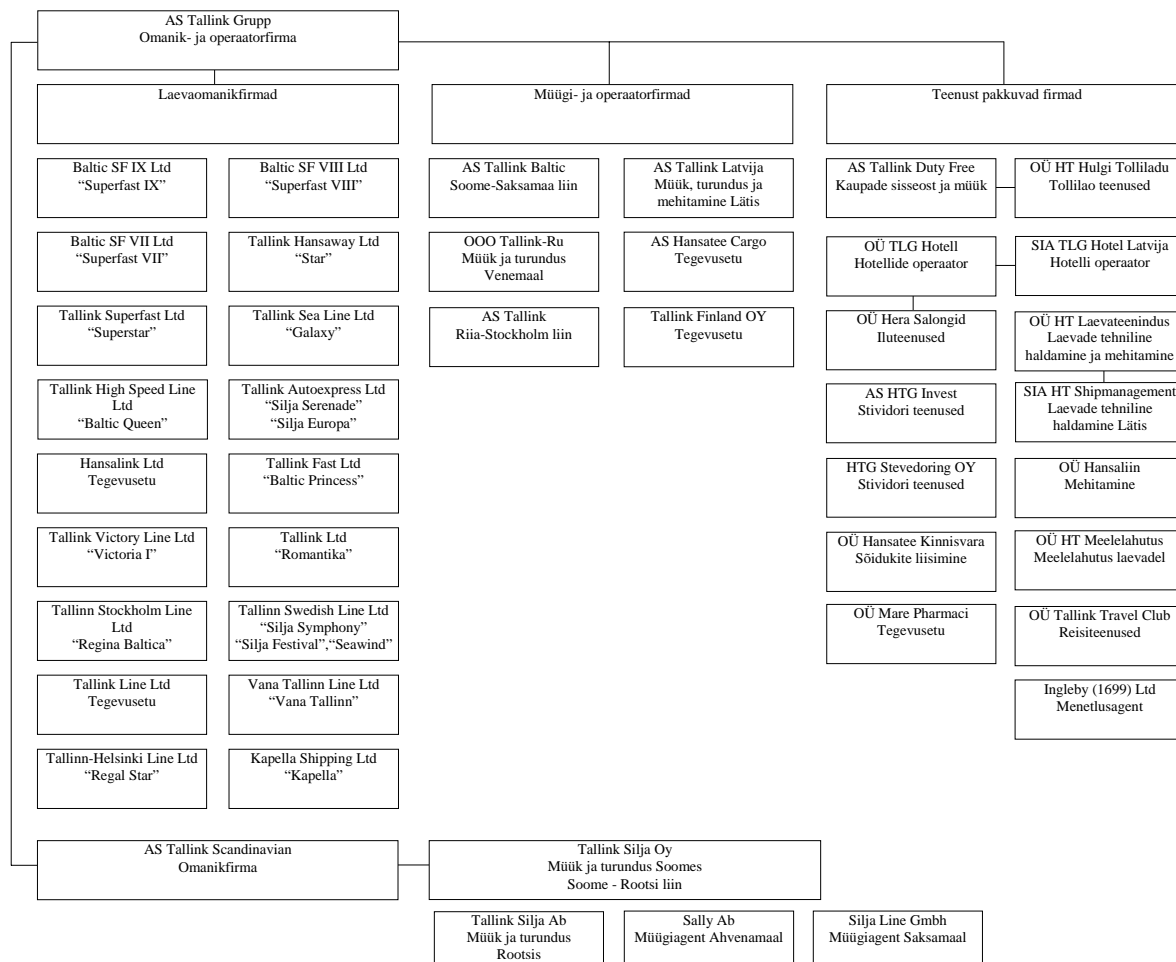 AS Tallink Grupp
Omanik- ja operaatorfirma
Laevaomanikfirmad
Müügi- ja operaatorfirmad
Teenust pakkuvad firmad
Baltic SF IX Ltd
“Superfast IX”
Baltic SF VIII Ltd
“Superfast VIII”
AS Tallink Baltic
Soome-Saksamaa liin
AS Tallink Latvija
Müük, turundus ja
mehitamine Lätis
AS Tallink Duty Free
Kaupade sisseost ja müük
OÜ HT Hulgi Tolliladu
Tollilao teenused
Baltic SF VII Ltd
“Superfast VII”
Tallink Hansaway Ltd
“Star”
OOO Tallink-Ru
Müük ja turundus
Venemaal
AS Hansatee Cargo
Tegevusetu
OÜ TLG Hotell
Hotellide operaator
SIA TLG Hotel Latvija
Hotelli operaator
Tallink Superfast Ltd
“Superstar”
Tallink Sea Line Ltd
“Galaxy”
AS Tallink
Riia-Stockholm liin
Tallink Finland OY
Tegevusetu
OÜ Hera Salongid
Iluteenused
OÜ HT Laevateenindus
Laevade tehniline
haldamine ja mehitamine
Tallink High Speed Line
Ltd
“Baltic Queen”
Tallink Autoexpress Ltd
“Silja Serenade”
“Silja Europa”
AS HTG Invest
Stividori teenused
SIA HT Shipmanagement
Laevade tehniline
haldamine Lätis
Hansalink Ltd
Tegevusetu
Tallink Fast Ltd
“Baltic Princess”
HTG Stevedoring OY
Stividori teenused
OÜ Hansaliin
Mehitamine
Tallink Victory Line Ltd
“Victoria I”
Tallink Ltd
“Romantika”
OÜ Hansatee Kinnisvara
Sõidukite liisimine
OÜ HT Meelelahutus
Meelelahutus laevadel
Tallinn Stockholm Line
Ltd
“Regina Baltica”
Tallinn Swedish Line Ltd
“Silja Symphony”
“Silja Festival”,“Seawind”
OÜ Mare Pharmaci
Tegevusetu
OÜ Tallink Travel Club
Reisiteenused
Tallink Line Ltd
Tegevusetu
Vana Tallinn Line Ltd
“Vana Tallinn”
Ingleby (1699) Ltd
Menetlusagent
Tallinn-Helsinki Line Ltd
“Regal Star”
Kapella Shipping Ltd
“Kapella”
AS Tallink Scandinavian
Omanikfirma
Tallink Silja Oy
Müük ja turundus Soomes
Soome - Rootsi liin
Tallink Silja Ab
Müük ja turundus
Rootsis
Sally Ab
Müügiagent Ahvenamaal
Silja Line Gmbh
Müügiagent Saksamaal